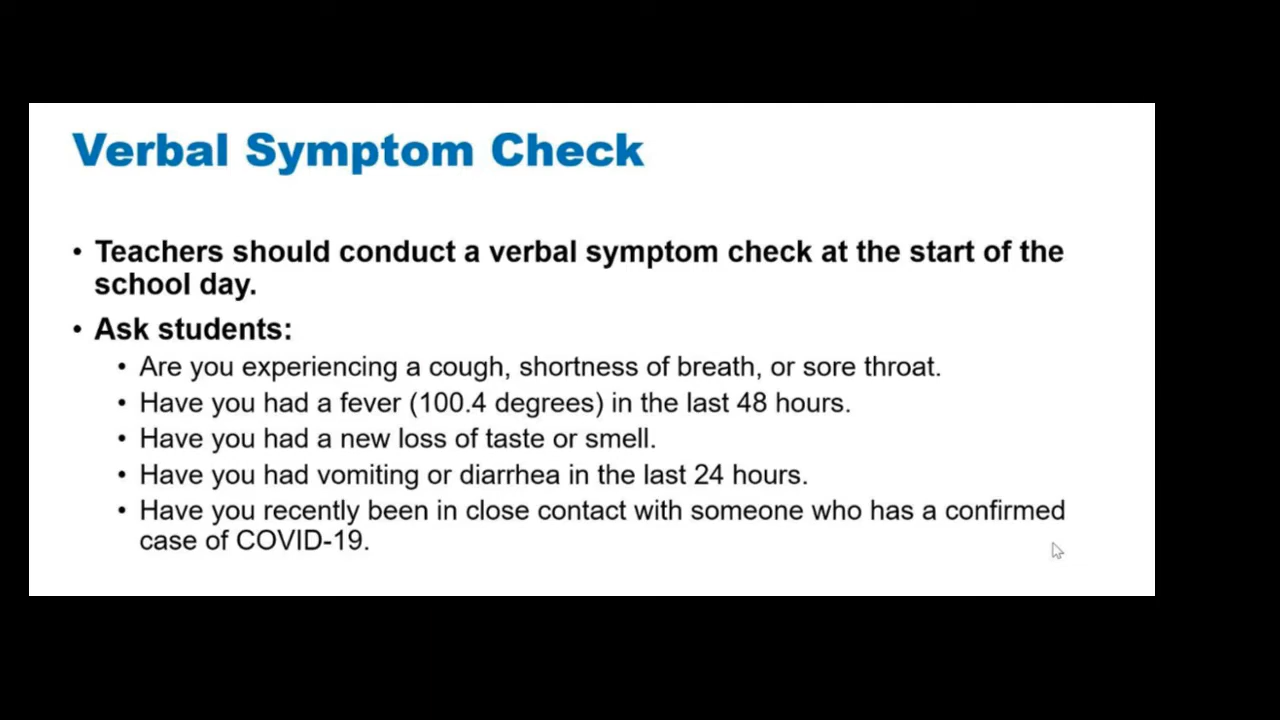 Verbal Symptom Check
• Teachers should conduct a verbal symptom check at the start of the
school day.
• Ask students:
• Are you experiencing a cough, shortness of breath, or sore throat.
• Have you had a fever (100.4 degrees) in the last 48 hours.
• Have you had a new loss of taste or smell.
• Have you had vomiting or diarrhea in the last 24 hours.
• Have you recently been in close contact with someone who has a confirmed
case of COVID-19.